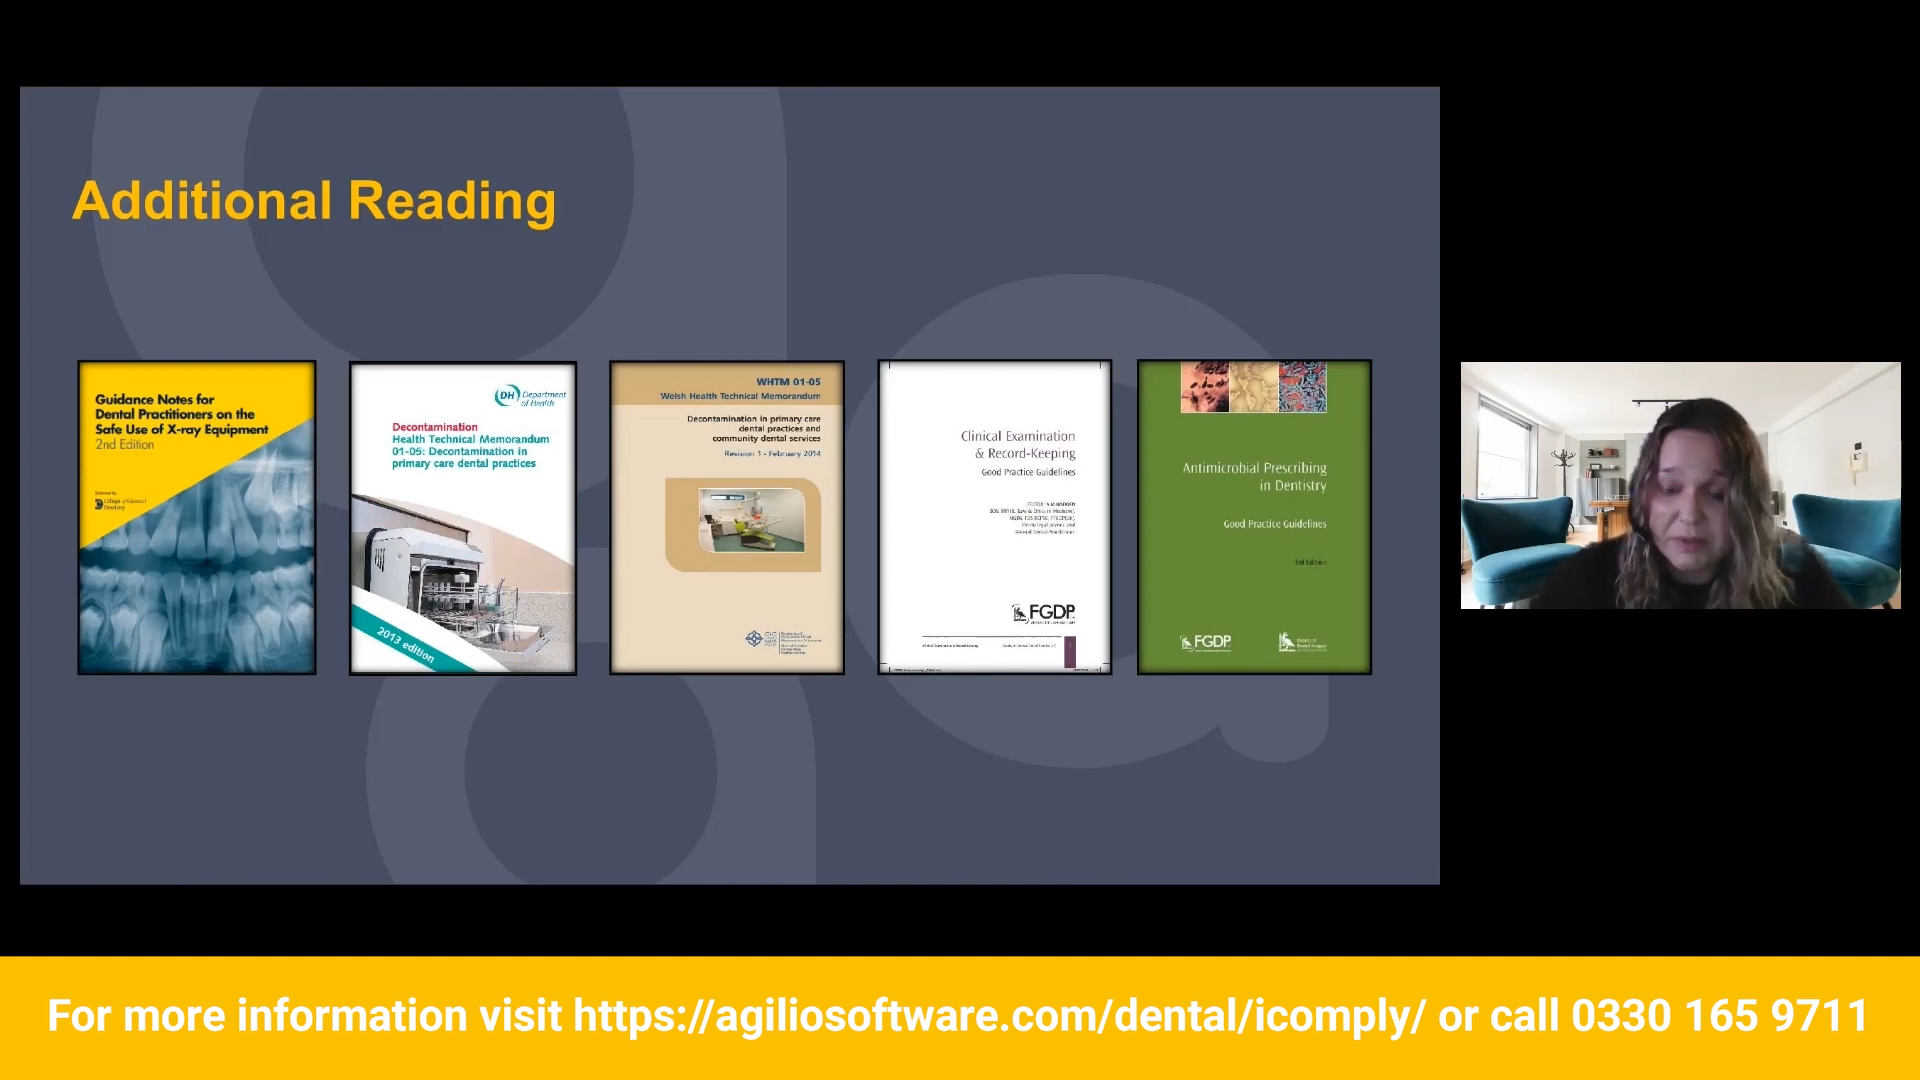 Additional Reading
Guidance Notes for
Dental Practitioners on the
Safe Use of X-ray Equipment
2nd Edition
College of General
Dentistry
DH Department
of Health
Decontamination
Health Technical Memorandum
01-05: Decontamination in
primary care dental practices
2013 edition
WHTM 01-05
Welsh Health Technical Memorandum
Decontamination in primary care
dental practices and
community dental services
Revision 1 - February 2014
Clinical Examination
& Record-Keeping
Good Practice Guidelines
FGDP
Antimicrobial Prescribing
in Dentistry
Good Practice Guidelines
FGDP
For more information visit https://agiliosoftware.com/dental/icomply/ or call 0330 165 9711